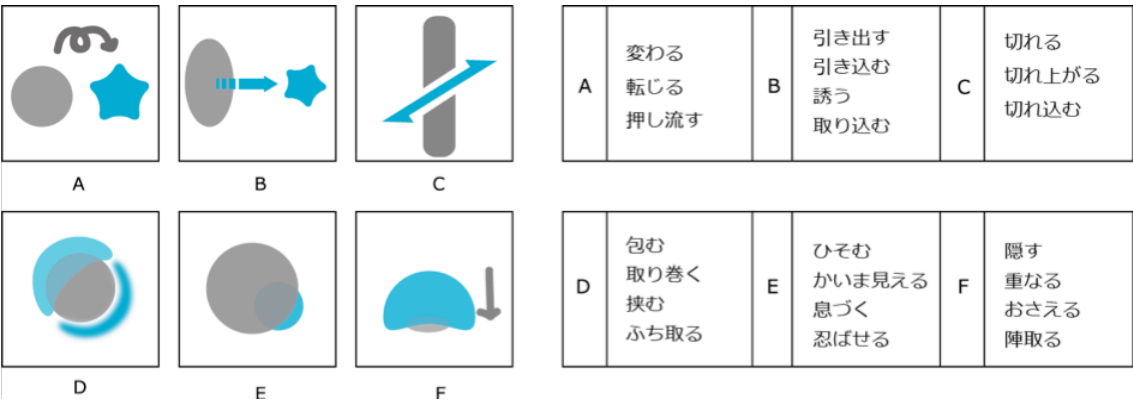 A
変わる
転じる
押し流す
B
引き出す
引き込む
誘う
取り込む
C
切れる
切れ上がる
切れ込む
A
B
C
D
包む
取り巻く
挟む
ふち取る
E
ひそむ
かいま見える
息づく
忍ばせる
F
隠す
重なる
おさえる
陣取る
D
E
F